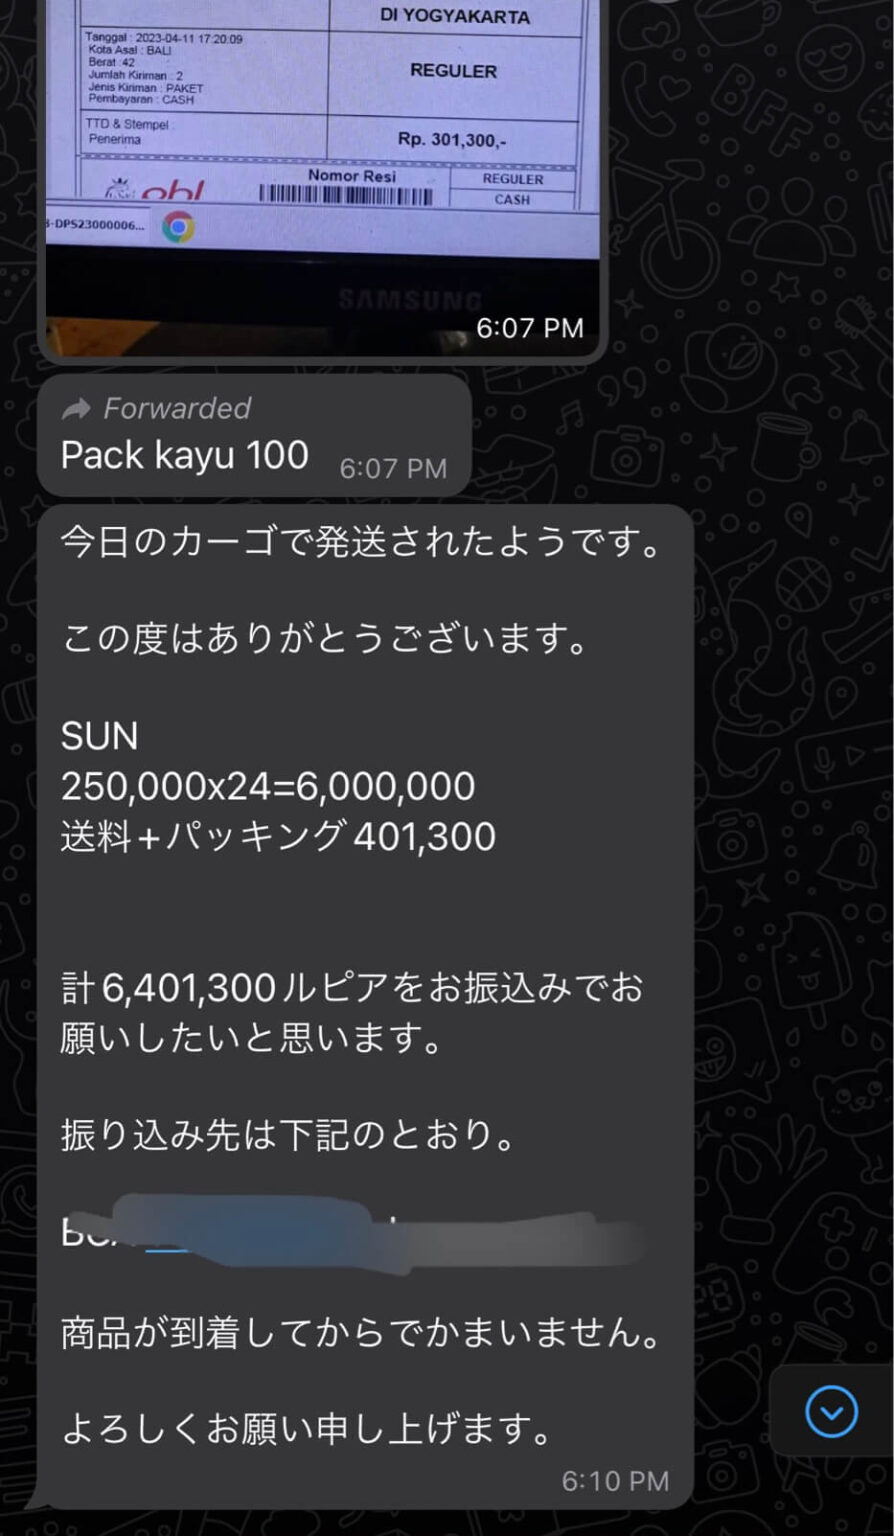 DI YOGYAKARTA
Tanggal : 2023-04-11 17:20:09
Kota Asal : BALI
Berat :42
Jumlah Kiriman : 2
Jenis Kiriman : PAKET
Pembayaran : CASH
REGULER
TTD & Stempel
Penerima
Rp. 301,300,-
Nomor Resi
REGULER
CASH
-DPS23000006...
SAMSUNG
6:07 PM
Forwarded
Pack kayu 100
6:07 PM
今日のカーゴで発送されたようです。
この度はありがとうございます。
SUN
250,000x24=6,000,000
送料＋パッキング401,300
計6,401,300ルピアをお振込みでお
願いしたいと思います。
振り込み先は下記のとおり。
商品が到着してからでかまいません。
よろしくお願い申し上げます。
6:10 PM